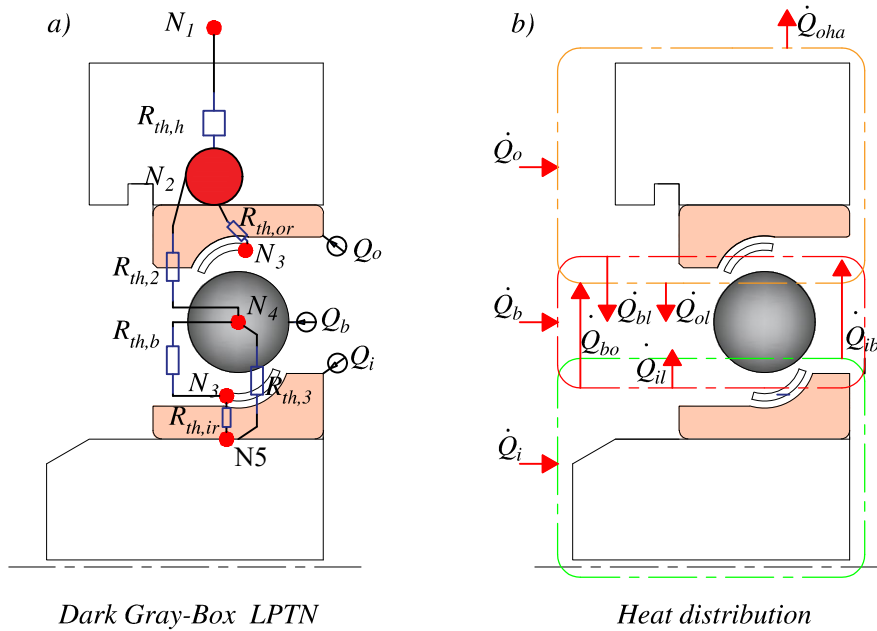 a)
N1
Rth,h
N2
Rth,or
N3
Qo
Rth,2
N4
Qb
Rth,b
Qi
N3
Rth,3
Rth,ir
N5
Dark Gray-Box LPTN
b)
Q̇oha
Q̇o
Q̇b
Q̇bo
Q̇bl
Q̇ol
Q̇il
Q̇ib
Q̇i
Heat distribution